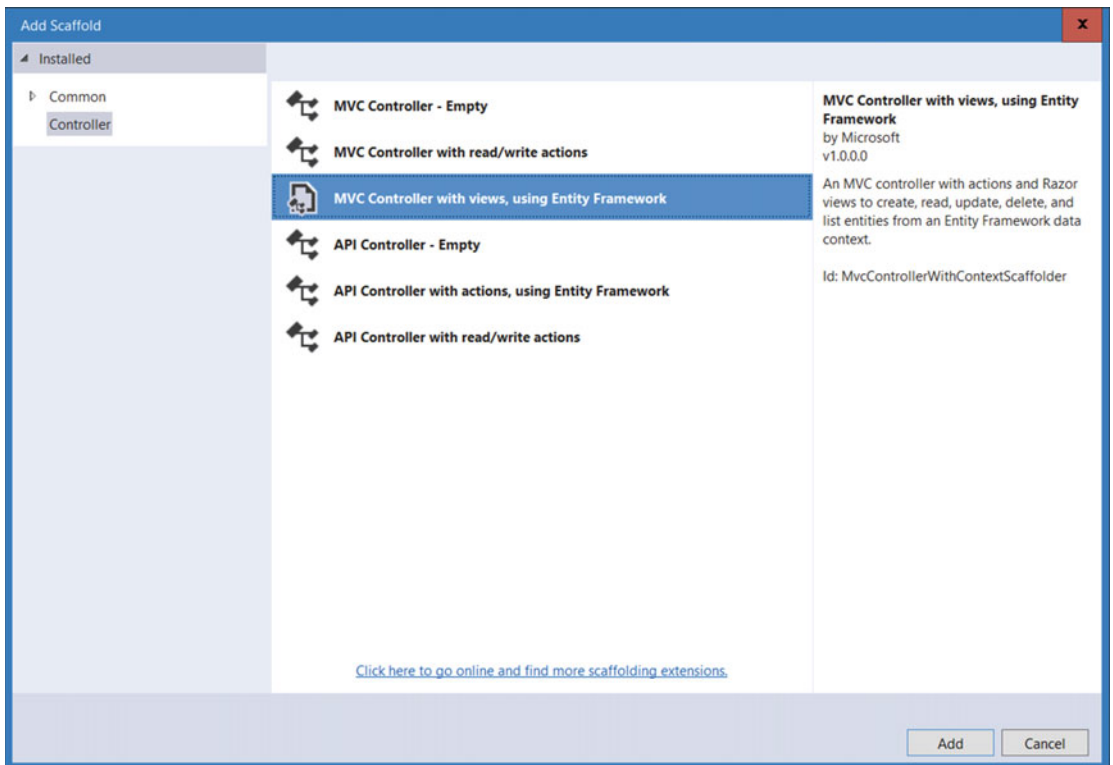 Add Scaffold
x
Installed
Common
Controller
MVC Controller - Empty
MVC Controller with read/write actions
MVC Controller with views, using Entity Framework
API Controller - Empty
API Controller with actions, using Entity Framework
API Controller with read/write actions
Click here to go online and find more scaffolding extensions.
MVC Controller with views, using Entity
Framework
by Microsoft
v1.0.0.0
An MVC controller with actions and Razor
views to create, read, update, delete, and
list entities from an Entity Framework data
context.
Id: MvcControllerWithContextScaffolder
Add
Cancel